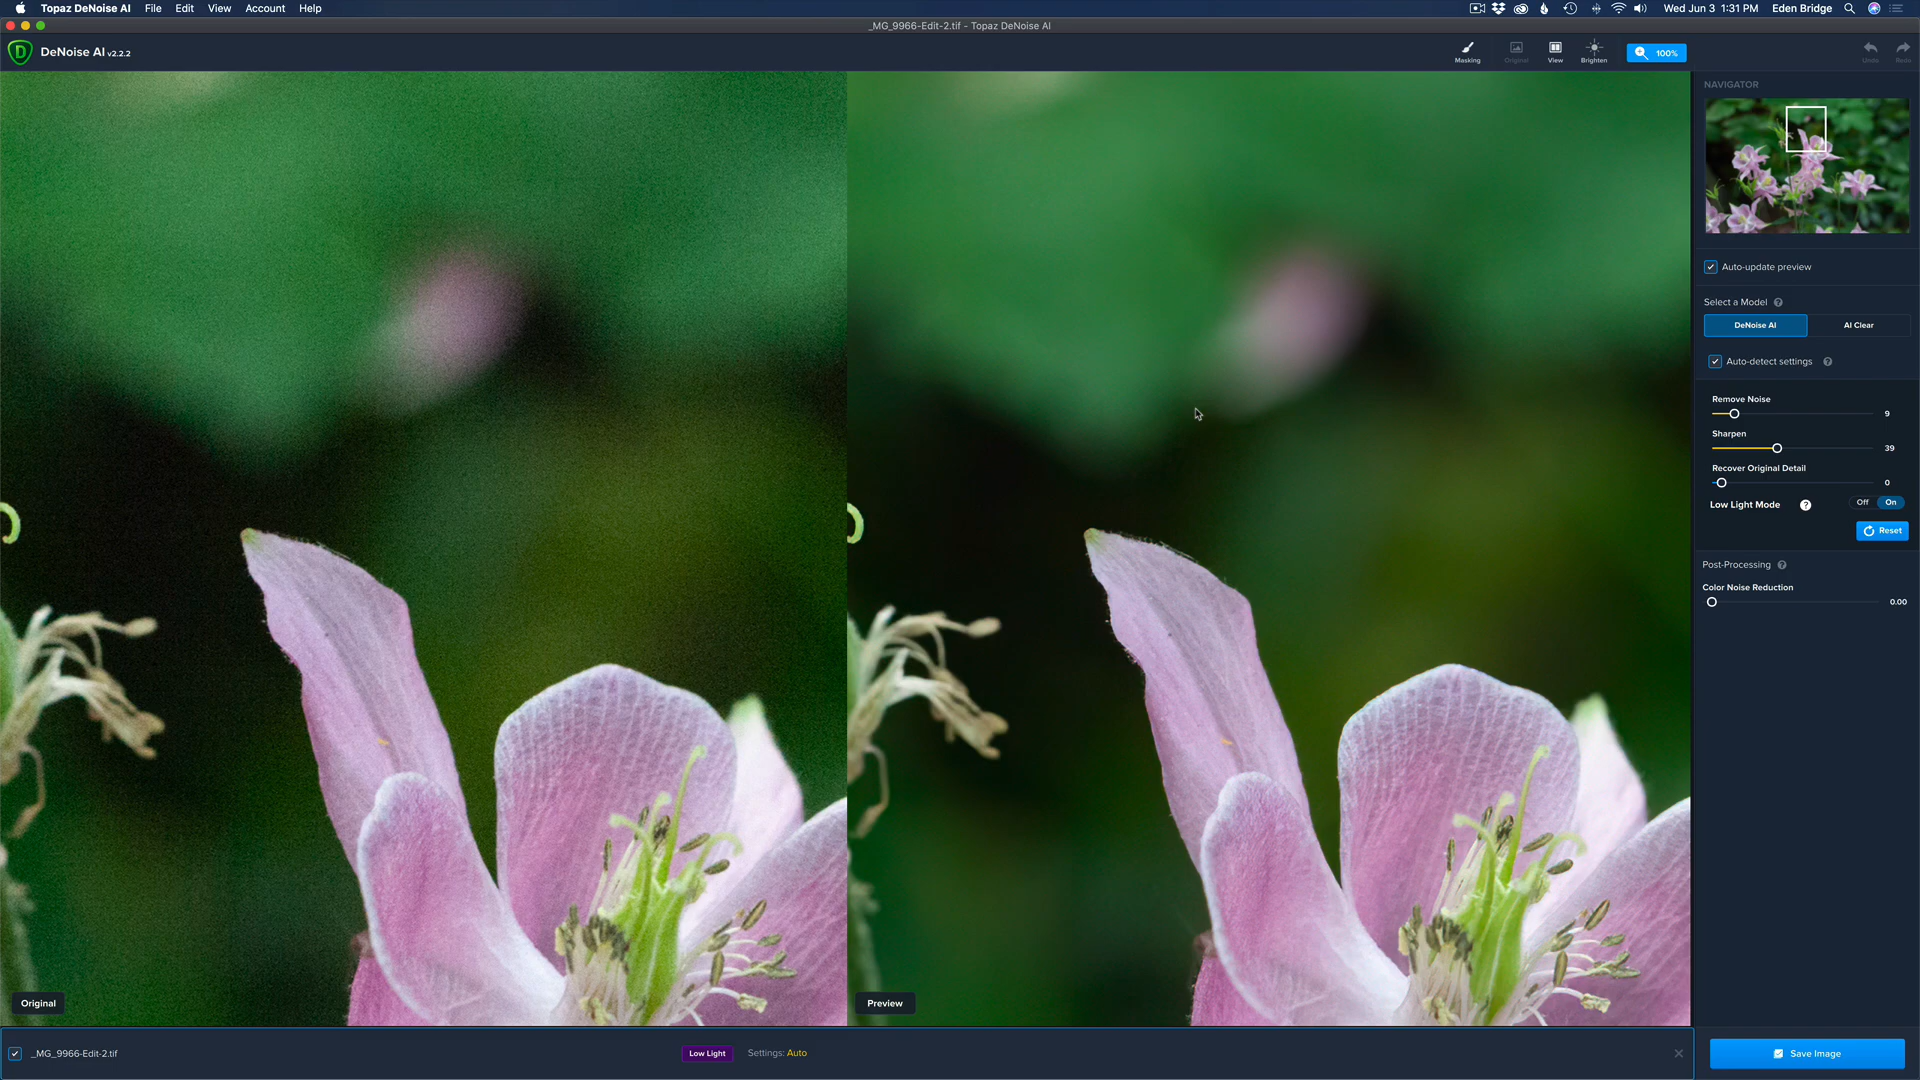 Topaz DeNoise AI File Edit View Account Help Wed Jun 3 1:31 PM Eden Bridge
_MG_9966-Edit-2.tif - Topaz DeNoise AI
DeNoise AI v2.2.2
Masking Original View Brighten 100% Undo Redo
NAVIGATOR
Auto-update preview
Select a Model ?
DeNoise AI AI Clear
Auto-detect settings ?
Remove Noise
9
Sharpen
39
Recover Original Detail
0
Low Light Mode ? Off On
Reset
Post-Processing ?
Color Noise Reduction
0.00
Original
Preview
_MG_9966-Edit-2.tif Low Light Settings: Auto
Save Image